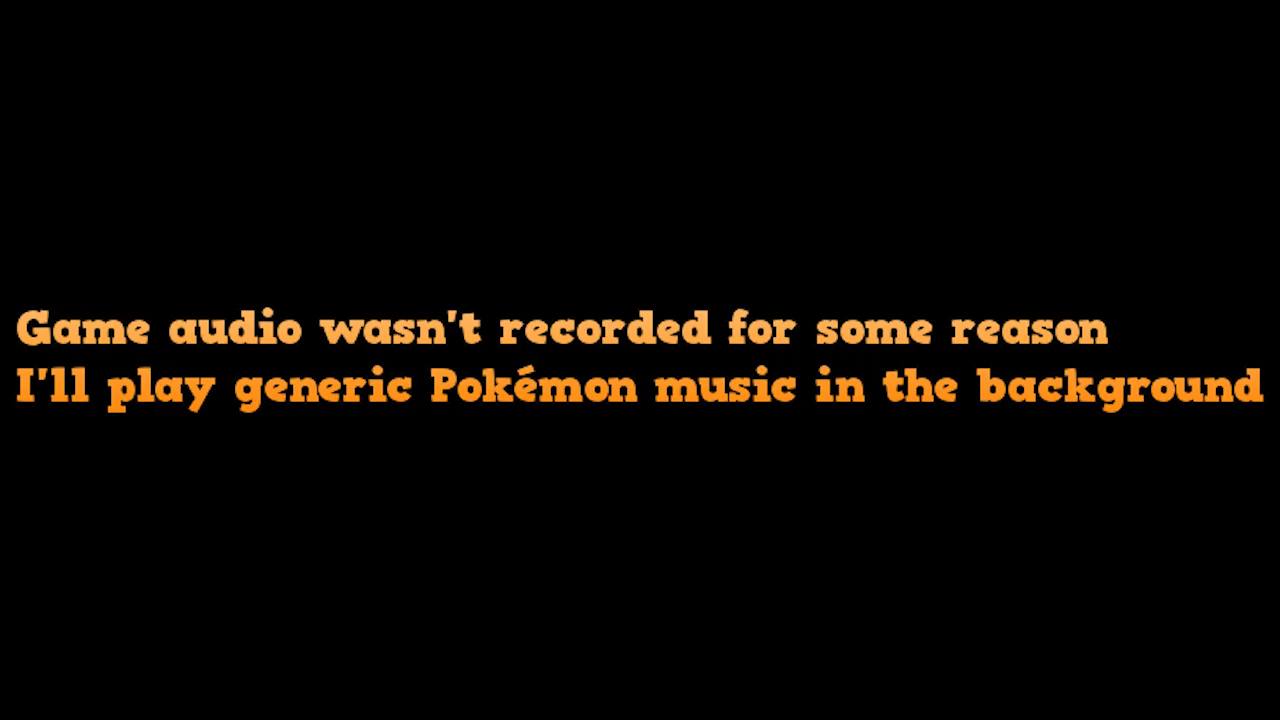 Game audio wasn't recorded for some reason
I'll play generic Pokémon music in the background